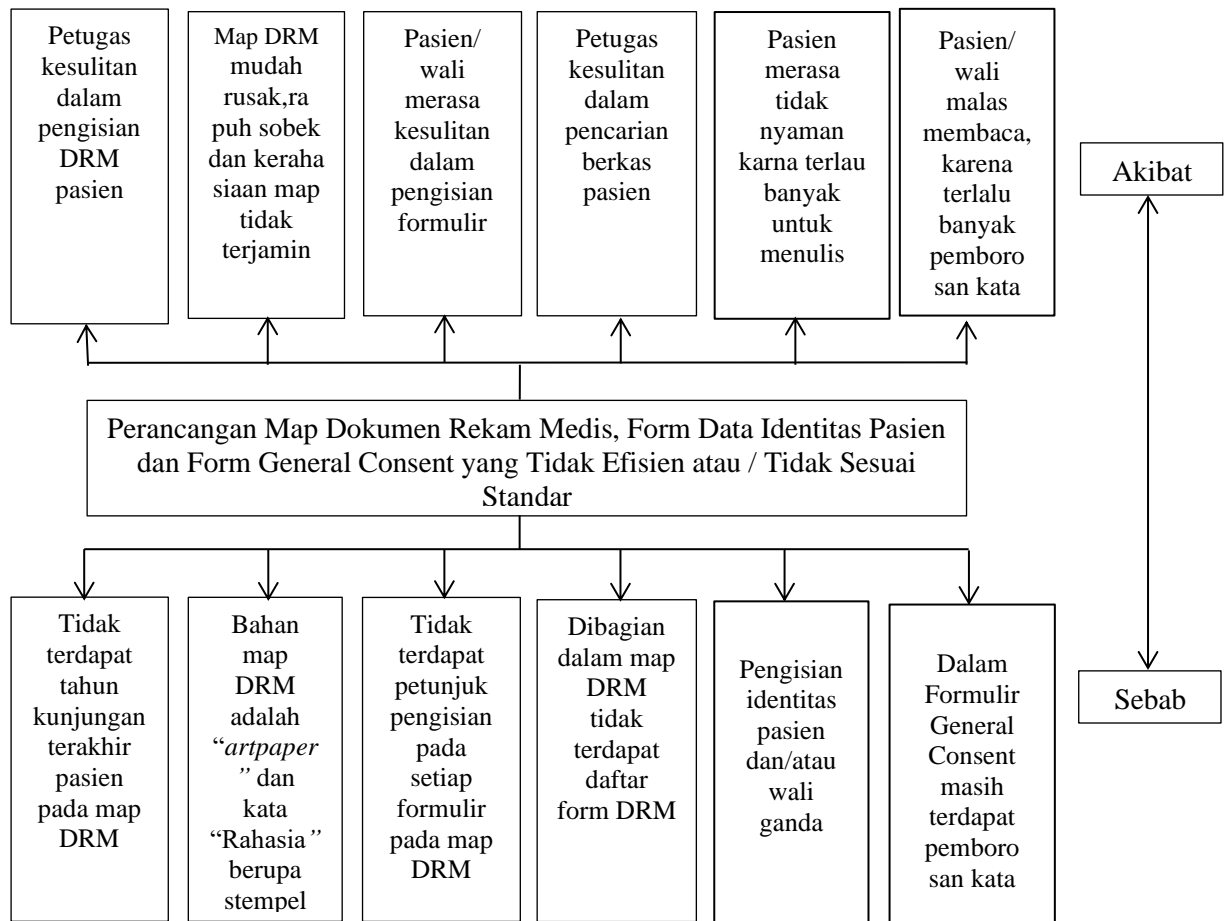 Petugas
kesulitan
dalam
pengisian
DRM
pasien
Map DRM
mudah
rusak,ra
puh sobek
dan keraha
siaan map
tidak
terjamin
Pasien/
wali
merasa
kesulitan
dalam
pengisian
formulir
Petugas
kesulitan
dalam
pencarian
berkas
pasien
Pasien
merasa
tidak
nyaman
karna terlau
banyak
untuk
menulis
Pasien/
wali
malas
membaca,
karena
terlalu
banyak
pemboro
san kata
Akibat
Perancangan Map Dokumen Rekam Medis, Form Data Identitas Pasien
dan Form General Consent yang Tidak Efisien atau / Tidak Sesuai
Standar
Tidak
terdapat
tahun
kunjungan
terakhir
pasien
pada map
DRM
Bahan
map
DRM
adalah
“artpaper
” dan
kata
“Rahasia”
berupa
stempel
Tidak
terdapat
petunjuk
pengisian
pada
setiap
formulir
pada map
DRM
Dibagian
dalam map
DRM
tidak
terdapat
daftar
form DRM
Pengisian
identitas
pasien
dan/atau
wali
ganda
Dalam
Formulir
General
Consent
masih
terdapat
pemboro
san kata
Sebab